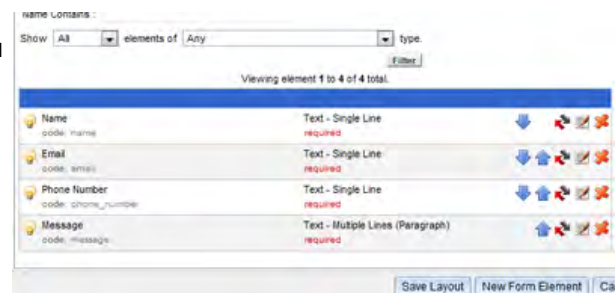 Name Contains :
Show All elements of Any type.
Filter
Viewing element 1 to 4 of 4 total.
Name Text - Single Line
code: name required
Email Text - Single Line
code: email required
Phone Number Text - Single Line
code: phone_number required
Message Text - Multiple Lines (Paragraph)
code: message required
Save Layout New Form Element Ca